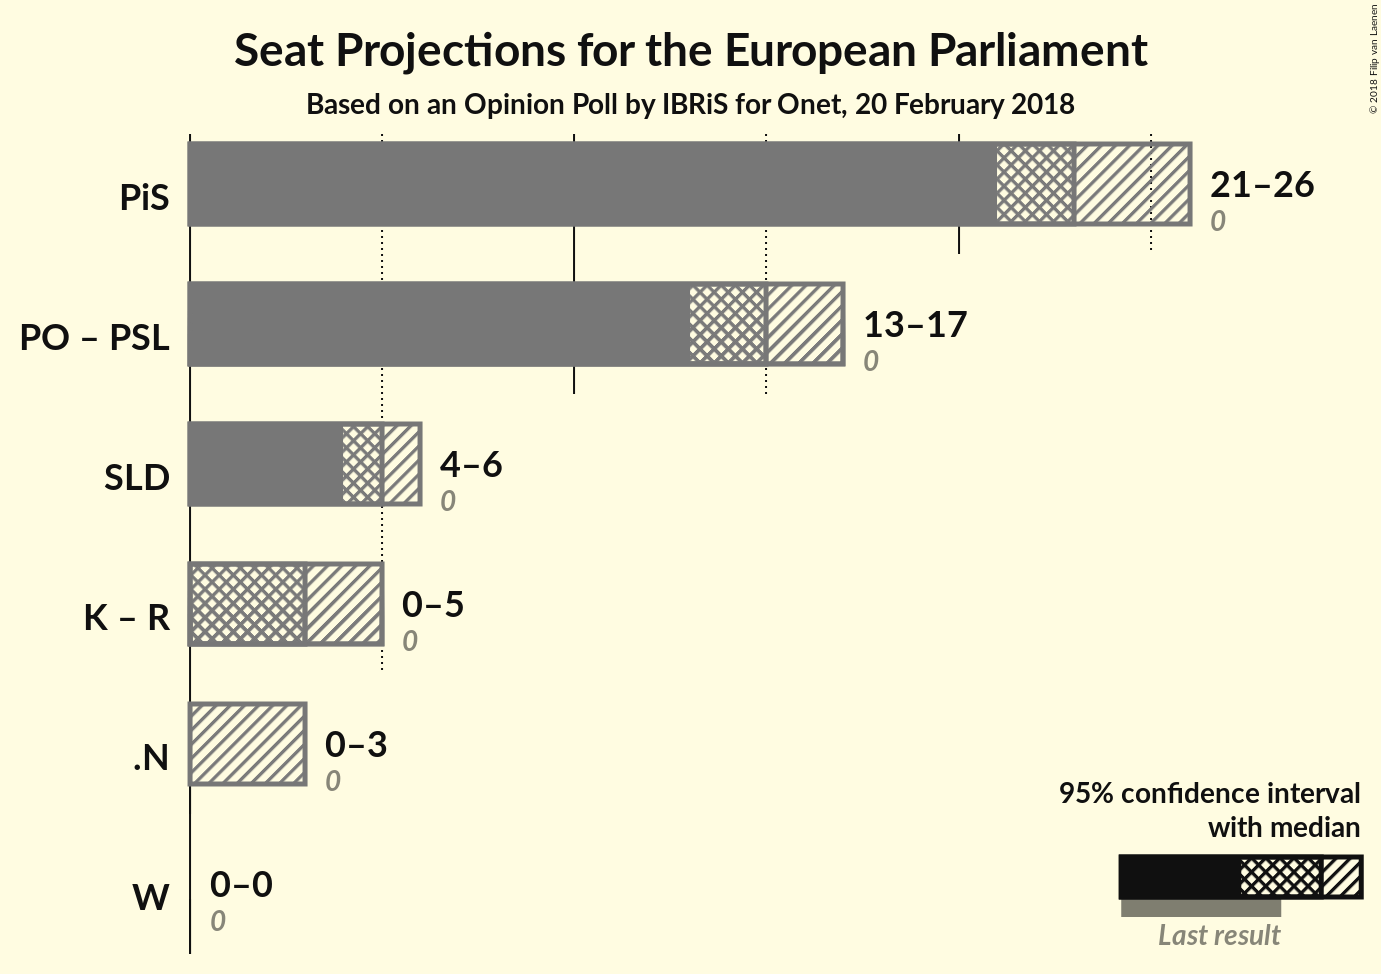 Seat Projections for the European Parliament
Based on an Opinion Poll by IBRiS for Onet, 20 February 2018
© 2018 Filip van Laenen
PiS
21–26
0
PO – PSL
13–17
0
SLD
4–6
0
K – R
0–5
0
.N
0–3
0
W
0–0
0
95% confidence interval
with median
Last result